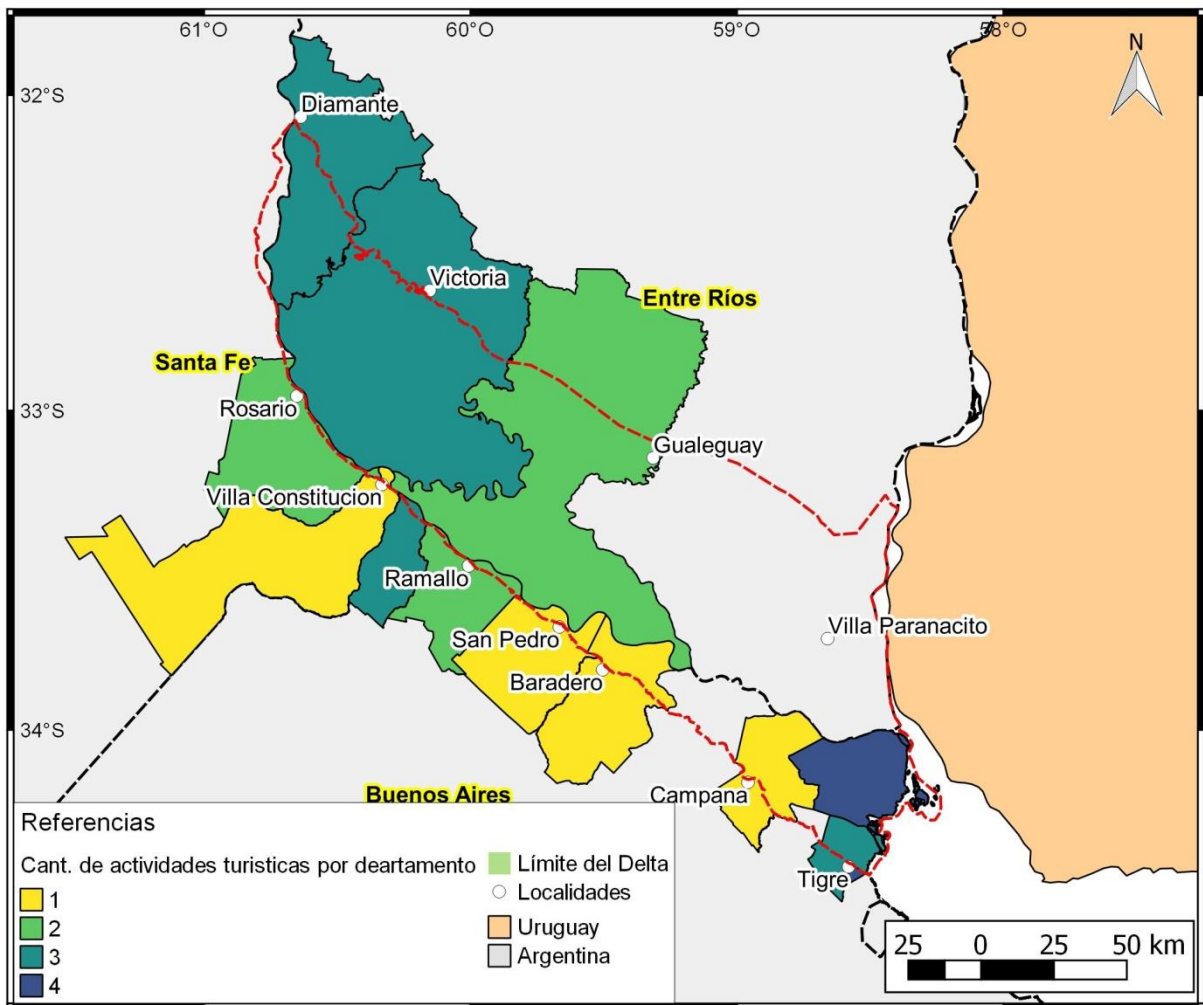 61°O 60°O 59°O 58°O
N
32°S
Diamante
Victoria
Entre Ríos
Santa Fe
33°S
Rosario
Gualeguay
Villa Constitucion
Ramallo
Villa Paranacito
San Pedro
Baradero
34°S
Buenos Aires
Campana
Tigre
Referencias
Cant. de actividades turisticas por deartamento
1
2
3
4
Límite del Delta
Localidades
Uruguay
Argentina
25 0 25 50 km